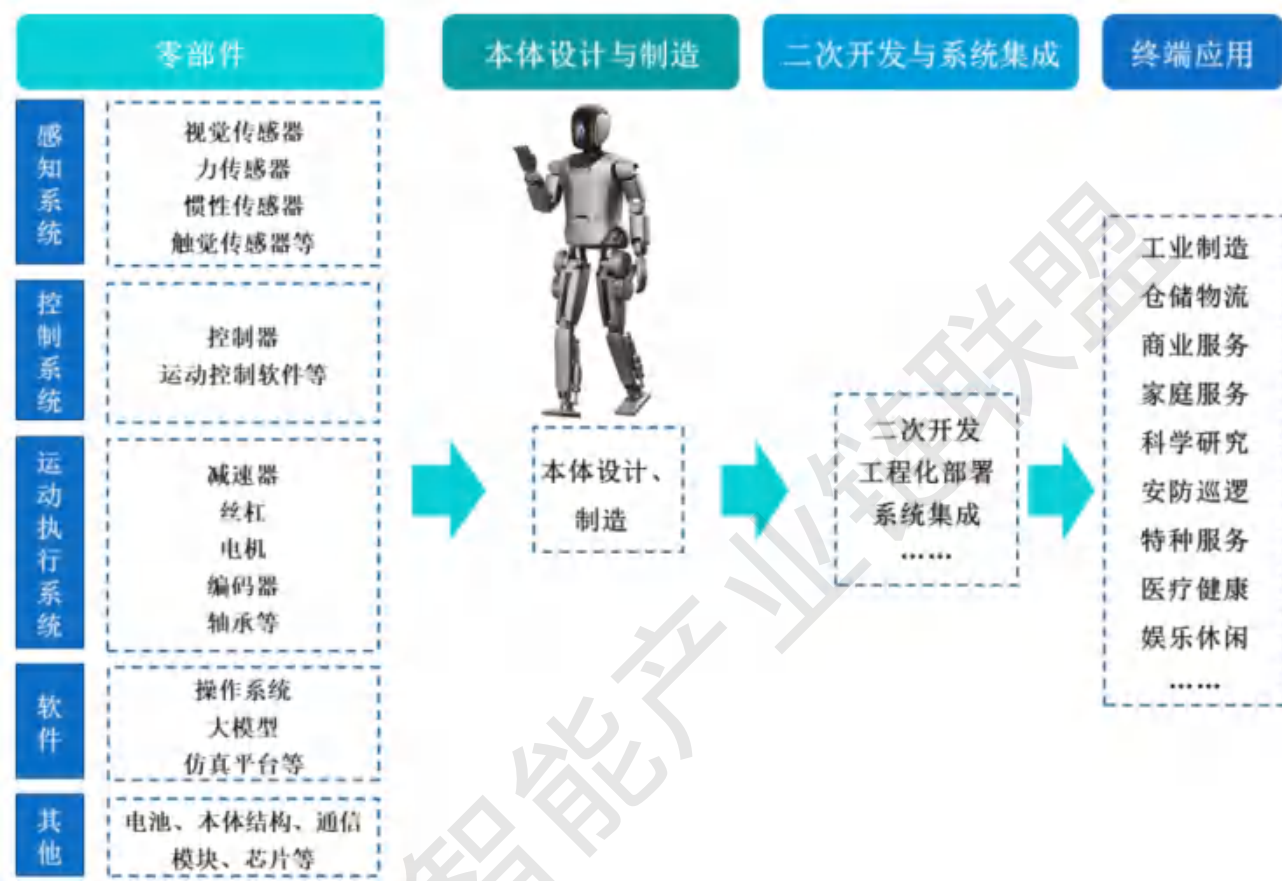 零部件
本体设计与制造
二次开发与系统集成
终端应用
感知系统
视觉传感器
力传感器
惯性传感器
触觉传感器等
控制系统
控制器
运动控制软件等
运动执行系统
减速器
丝杠
电机
编码器
轴承等
软件
操作系统
大模型
仿真平台等
其他
电池、本体结构、通信
模块、芯片等
本体设计、
制造
二次开发
工程化部署
系统集成
……
工业制造
仓储物流
商业服务
家庭服务
科学研究
安防巡逻
特种服务
医疗健康
娱乐休闲
……
智能产业链联盟